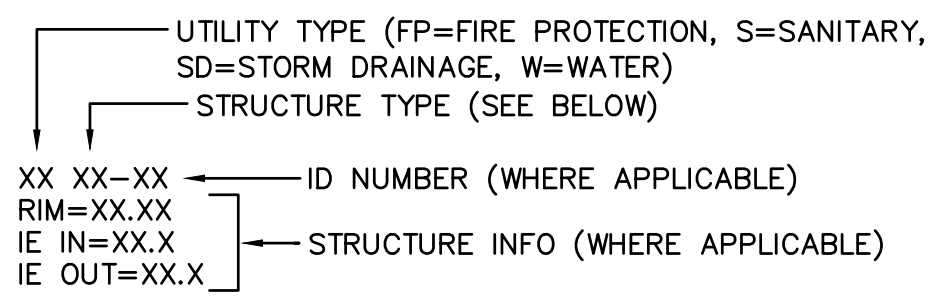 UTILITY TYPE (FP=FIRE PROTECTION, S=SANITARY,
SD=STORM DRAINAGE, W=WATER)
STRUCTURE TYPE (SEE BELOW)
XX XX-XX
ID NUMBER (WHERE APPLICABLE)
RIM=XX.XX
IE IN=XX.X
IE OUT=XX.X
STRUCTURE INFO (WHERE APPLICABLE)